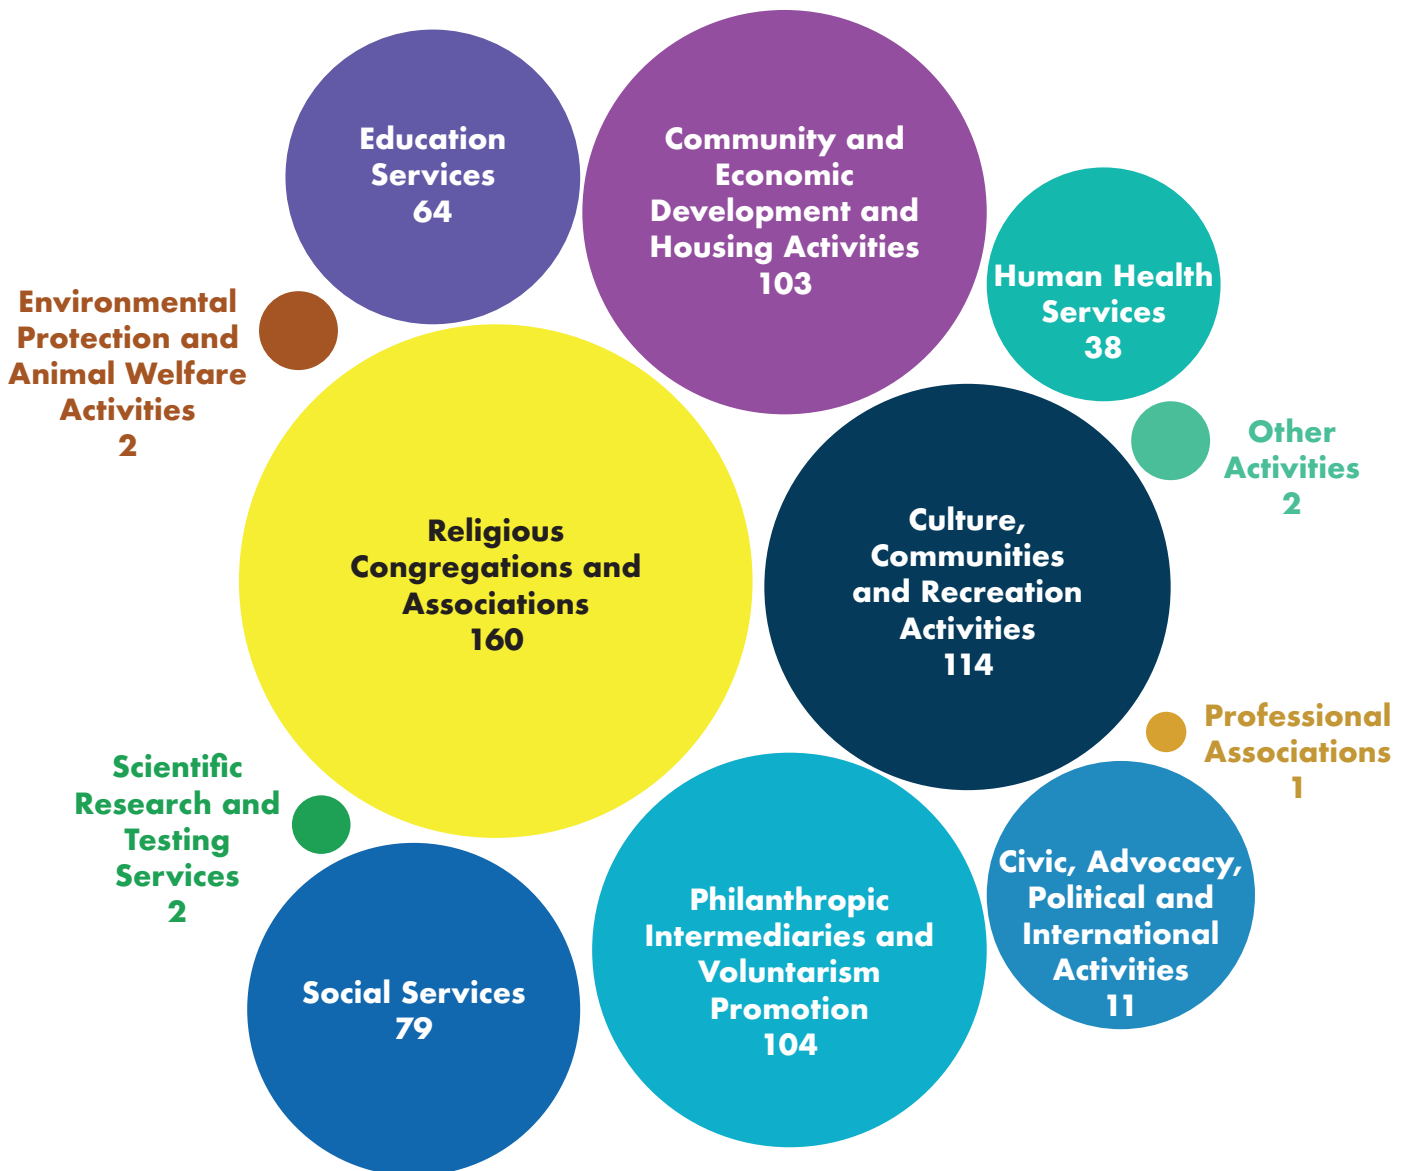 Education
Services
64
Community and
Economic
Development and
Housing Activities
103
Human Health
Services
38
Environmental
Protection and
Animal Welfare
Activities
2
Other
Activities
2
Religious
Congregations and
Associations
160
Culture,
Communities
and Recreation
Activities
114
Professional
Associations
1
Scientific
Research and
Testing
Services
2
Civic, Advocacy,
Political and
International
Activities
11
Philanthropic
Intermediaries and
Voluntarism
Promotion
104
Social Services
79